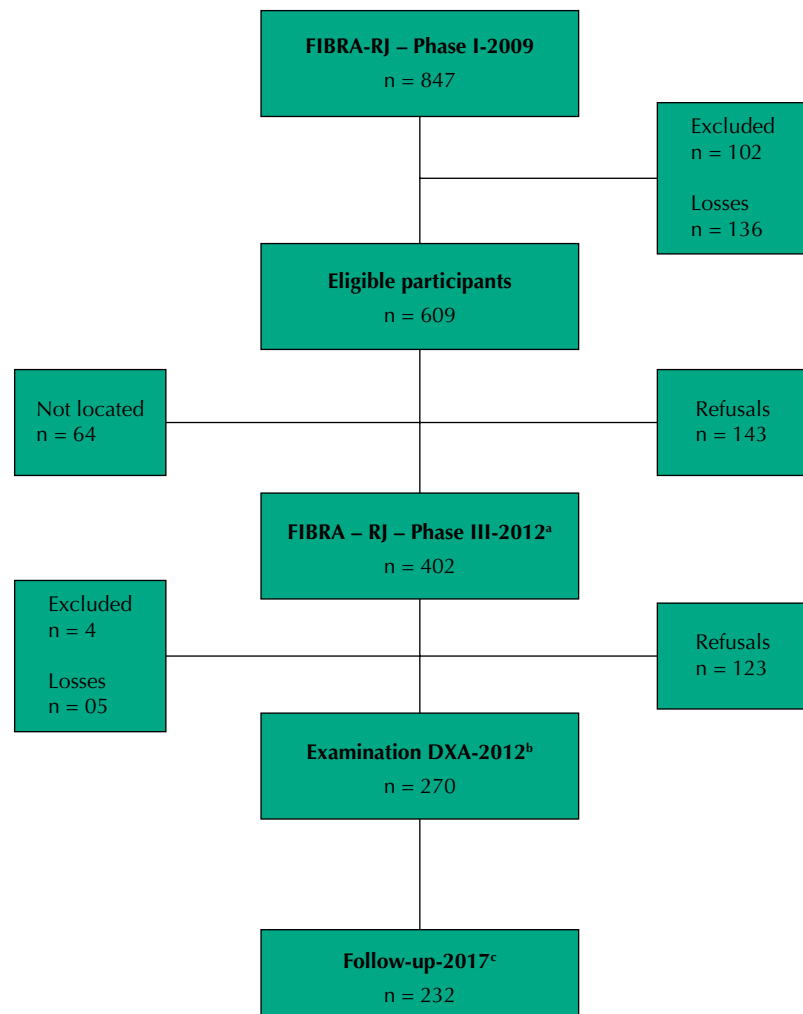 FIBRA-RJ – Phase I-2009
n = 847
Excluded
n = 102
Losses
n = 136
Eligible participants
n = 609
Not located
n = 64
Refusals
n = 143
FIBRA – RJ – Phase III-2012ᵃ
n = 402
Excluded
n = 4
Losses
n = 05
Refusals
n = 123
Examination DXA-2012ᵇ
n = 270
Follow-up-2017ᶜ
n = 232